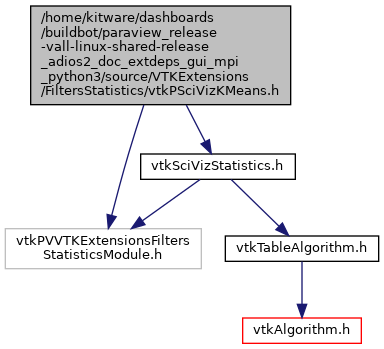 /home/kitware/dashboards
/buildbot/paraview_release
-vall-linux-shared-release
_adios2_doc_extdeps_gui_mpi
_python3/source/VTKExtensions
/FiltersStatistics/vtkPSciVizKMeans.h
vtkSciVizStatistics.h
vtkPVVTKExtensionsFilters
StatisticsModule.h
vtkTableAlgorithm.h
vtkAlgorithm.h